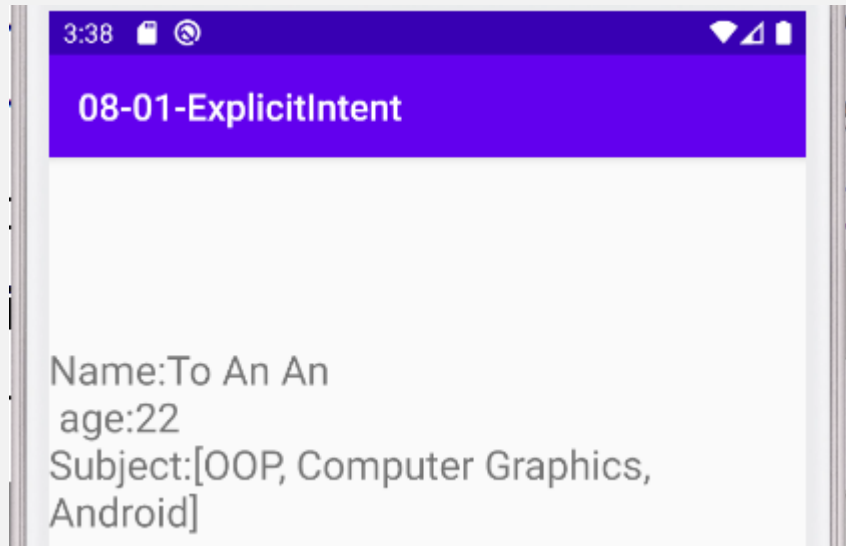 3:38
08-01-ExplicitIntent
Name:To An An
age:22
Subject:[OOP, Computer Graphics,
Android]